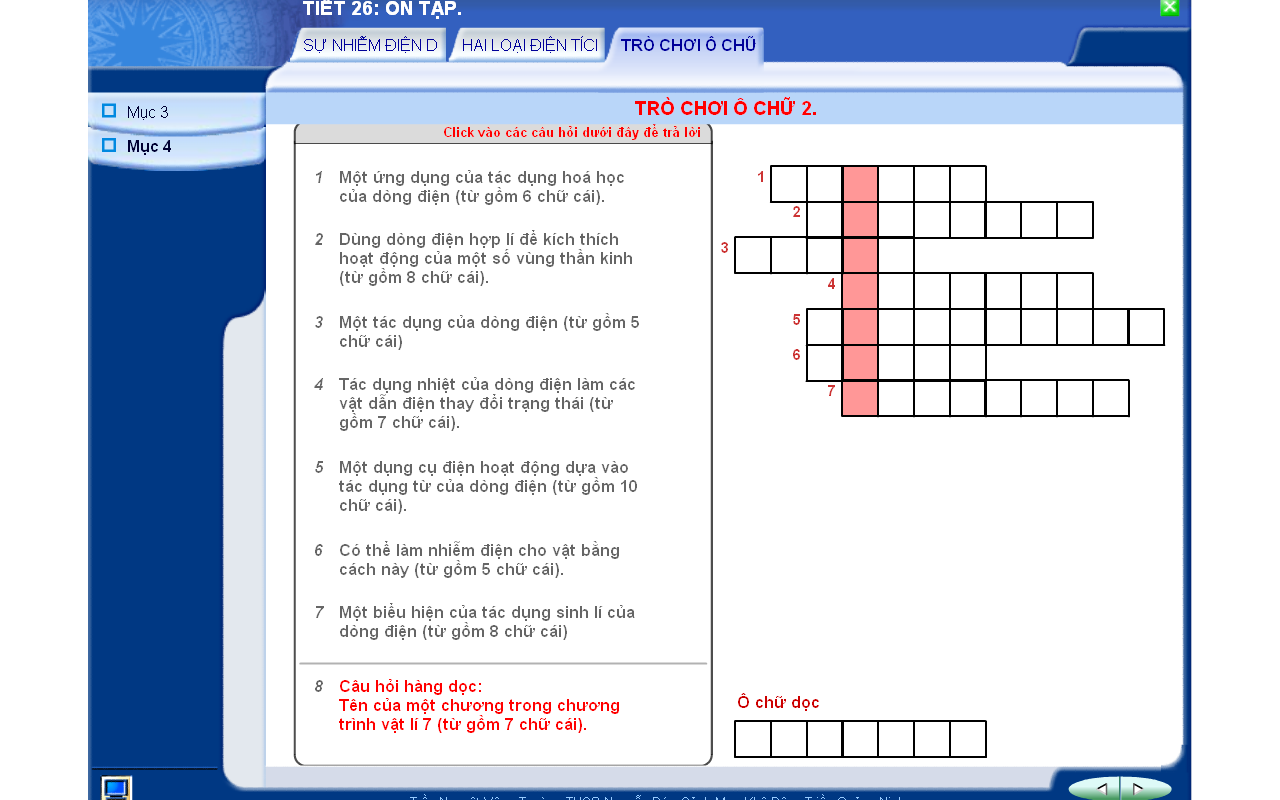 TIẾT 26: ÔN TẬP.
SỰ NHIỄM ĐIỆN D
HAI LOẠI ĐIỆN TÍCI
TRÒ CHƠI Ô CHỮ
Mục 3
Mục 4
TRÒ CHƠI Ô CHỮ 2.
Click vào các câu hỏi dưới đây để trả lời
1 Một ứng dụng của tác dụng hoá học
của dòng điện (từ gồm 6 chữ cái).
2 Dùng dòng điện hợp lí để kích thích
hoạt động của một số vùng thần kinh
(từ gồm 8 chữ cái).
3 Một tác dụng của dòng điện (từ gồm 5
chữ cái)
4 Tác dụng nhiệt của dòng điện làm các
vật dẫn điện thay đổi trạng thái (từ
gồm 7 chữ cái).
5 Một dụng cụ điện hoạt động dựa vào
tác dụng từ của dòng điện (từ gồm 10
chữ cái).
6 Có thể làm nhiễm điện cho vật bằng
cách này (từ gồm 5 chữ cái).
7 Một biểu hiện của tác dụng sinh lí của
dòng điện (từ gồm 8 chữ cái)
8 Câu hỏi hàng dọc:
Tên của một chương trong chương
trình vật lí 7 (từ gồm 7 chữ cái).
1
2
3
4
5
6
7
Ô chữ dọc